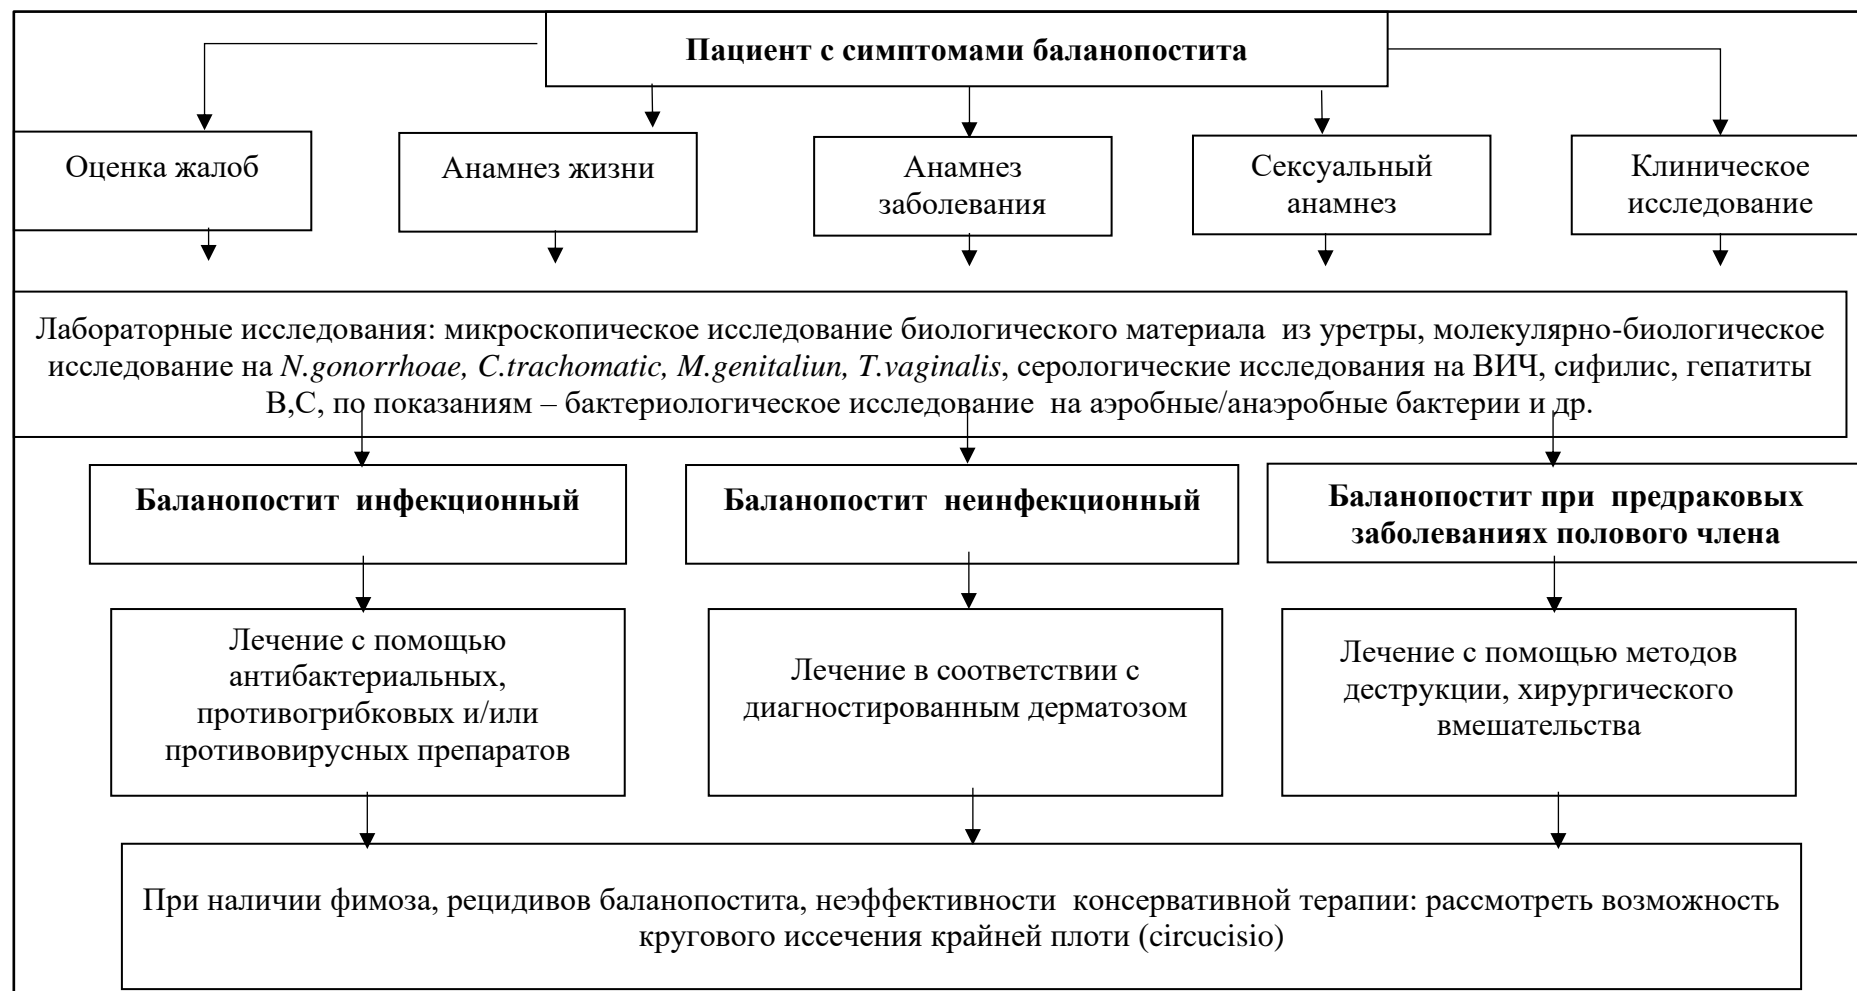 Пациент с симптомами баланопостита
Оценка жалоб
Анамнез жизни
Анамнез
заболевания
Сексуальный
анамнез
Клиническое
исследование
Лабораторные исследования: микроскопическое исследование биологического материала из уретры, молекулярно-биологическое
исследование на N.gonorrhoae, C.trachomatic, M.genitaliun, T.vaginalis, серологические исследования на ВИЧ, сифилис, гепатиты
В,С, по показаниям – бактериологическое исследование на аэробные/анаэробные бактерии и др.
Баланопостит инфекционный
Баланопостит неинфекционный
Баланопостит при предраковых
заболеваниях полового члена
Лечение с помощью
антибактериальных,
противогрибковых и/или
противовирусных препаратов
Лечение в соответствии с
диагностированным дерматозом
Лечение с помощью методов
деструкции, хирургического
вмешательства
При наличии фимоза, рецидивов баланопостита, неэффективности консервативной терапии: рассмотреть возможность
кругового иссечения крайней плоти (circucisio)